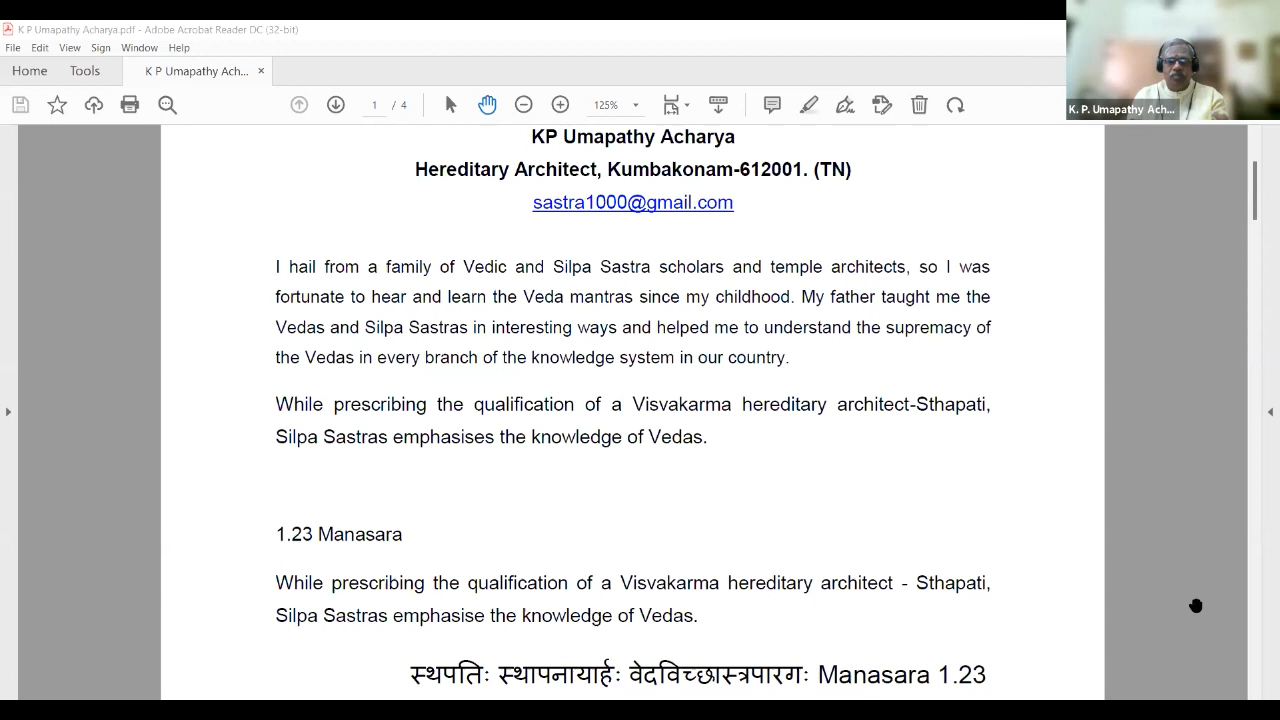 K P Umapathy Acharya.pdf - Adobe Acrobat Reader DC (32-bit)
File Edit View Sign Window Help
Home Tools K P Umapathy Ach... ×
1 / 4 125%
K. P. Umapathy Ach...
KP Umapathy Acharya
Hereditary Architect, Kumbakonam-612001. (TN)
sastra1000@gmail.com
I hail from a family of Vedic and Silpa Sastra scholars and temple architects, so I was
fortunate to hear and learn the Veda mantras since my childhood. My father taught me the
Vedas and Silpa Sastras in interesting ways and helped me to understand the supremacy of
the Vedas in every branch of the knowledge system in our country.
While prescribing the qualification of a Visvakarma hereditary architect-Sthapati,
Silpa Sastras emphasises the knowledge of Vedas.
1.23 Manasara
While prescribing the qualification of a Visvakarma hereditary architect - Sthapati,
Silpa Sastras emphasise the knowledge of Vedas.
स्थपतिः स्थापनायार्हः वेदविच्छास्त्रपारगः Manasara 1.23